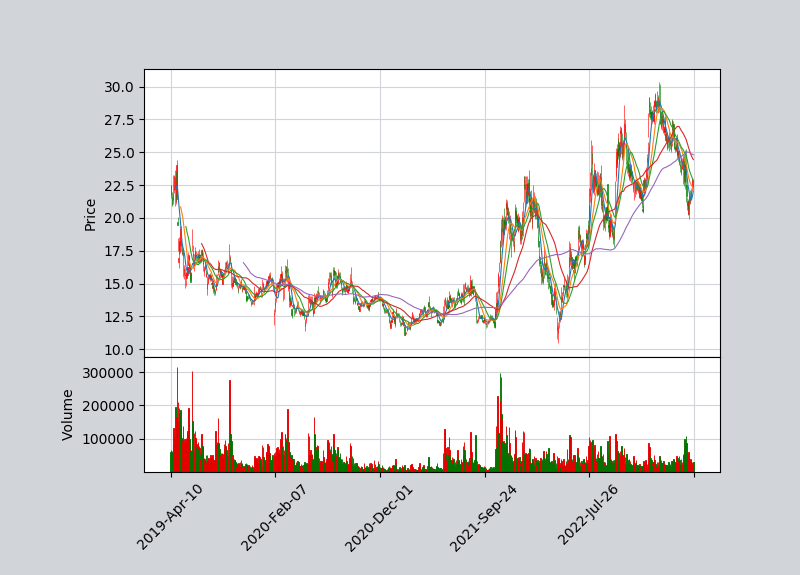 30.0
27.5
25.0
22.5
20.0
17.5
15.0
12.5
10.0
Price
300000
200000
100000
Volume
2019-Apr-10
2020-Feb-07
2020-Dec-01
2021-Sep-24
2022-Jul-26